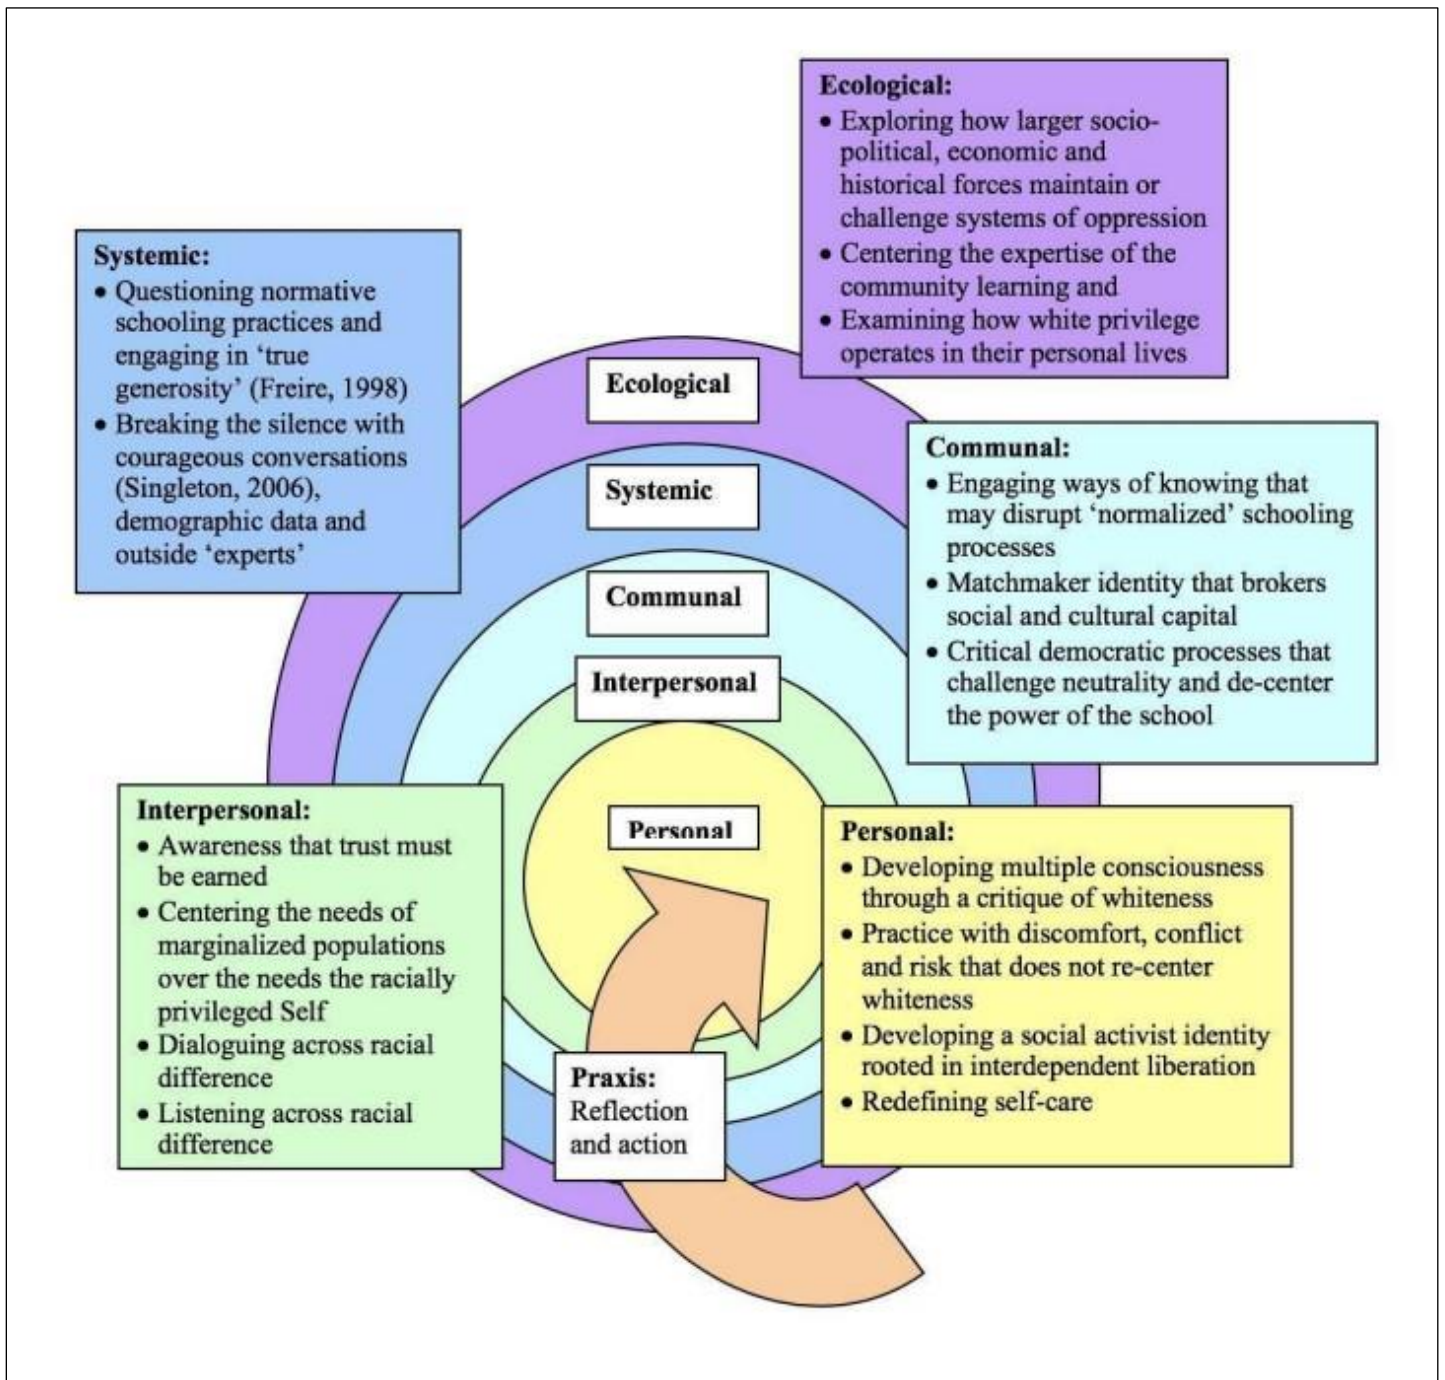 Ecological:
• Exploring how larger socio-
political, economic and
historical forces maintain or
challenge systems of oppression
• Centering the expertise of the
community learning and
• Examining how white privilege
operates in their personal lives
Systemic:
• Questioning normative
schooling practices and
engaging in ‘true
generosity’ (Freire, 1998)
• Breaking the silence with
courageous conversations
(Singleton, 2006),
demographic data and
outside ‘experts’
Ecological
Systemic
Communal
Interpersonal
Personal
Communal:
• Engaging ways of knowing that
may disrupt ‘normalized’ schooling
processes
• Matchmaker identity that brokers
social and cultural capital
• Critical democratic processes that
challenge neutrality and de-center
the power of the school
Interpersonal:
• Awareness that trust must
be earned
• Centering the needs of
marginalized populations
over the needs the racially
privileged Self
• Dialoguing across racial
difference
• Listening across racial
difference
Personal:
• Developing multiple consciousness
through a critique of whiteness
• Practice with discomfort, conflict
and risk that does not re-center
whiteness
• Developing a social activist identity
rooted in interdependent liberation
• Redefining self-care
Praxis:
Reflection
and action